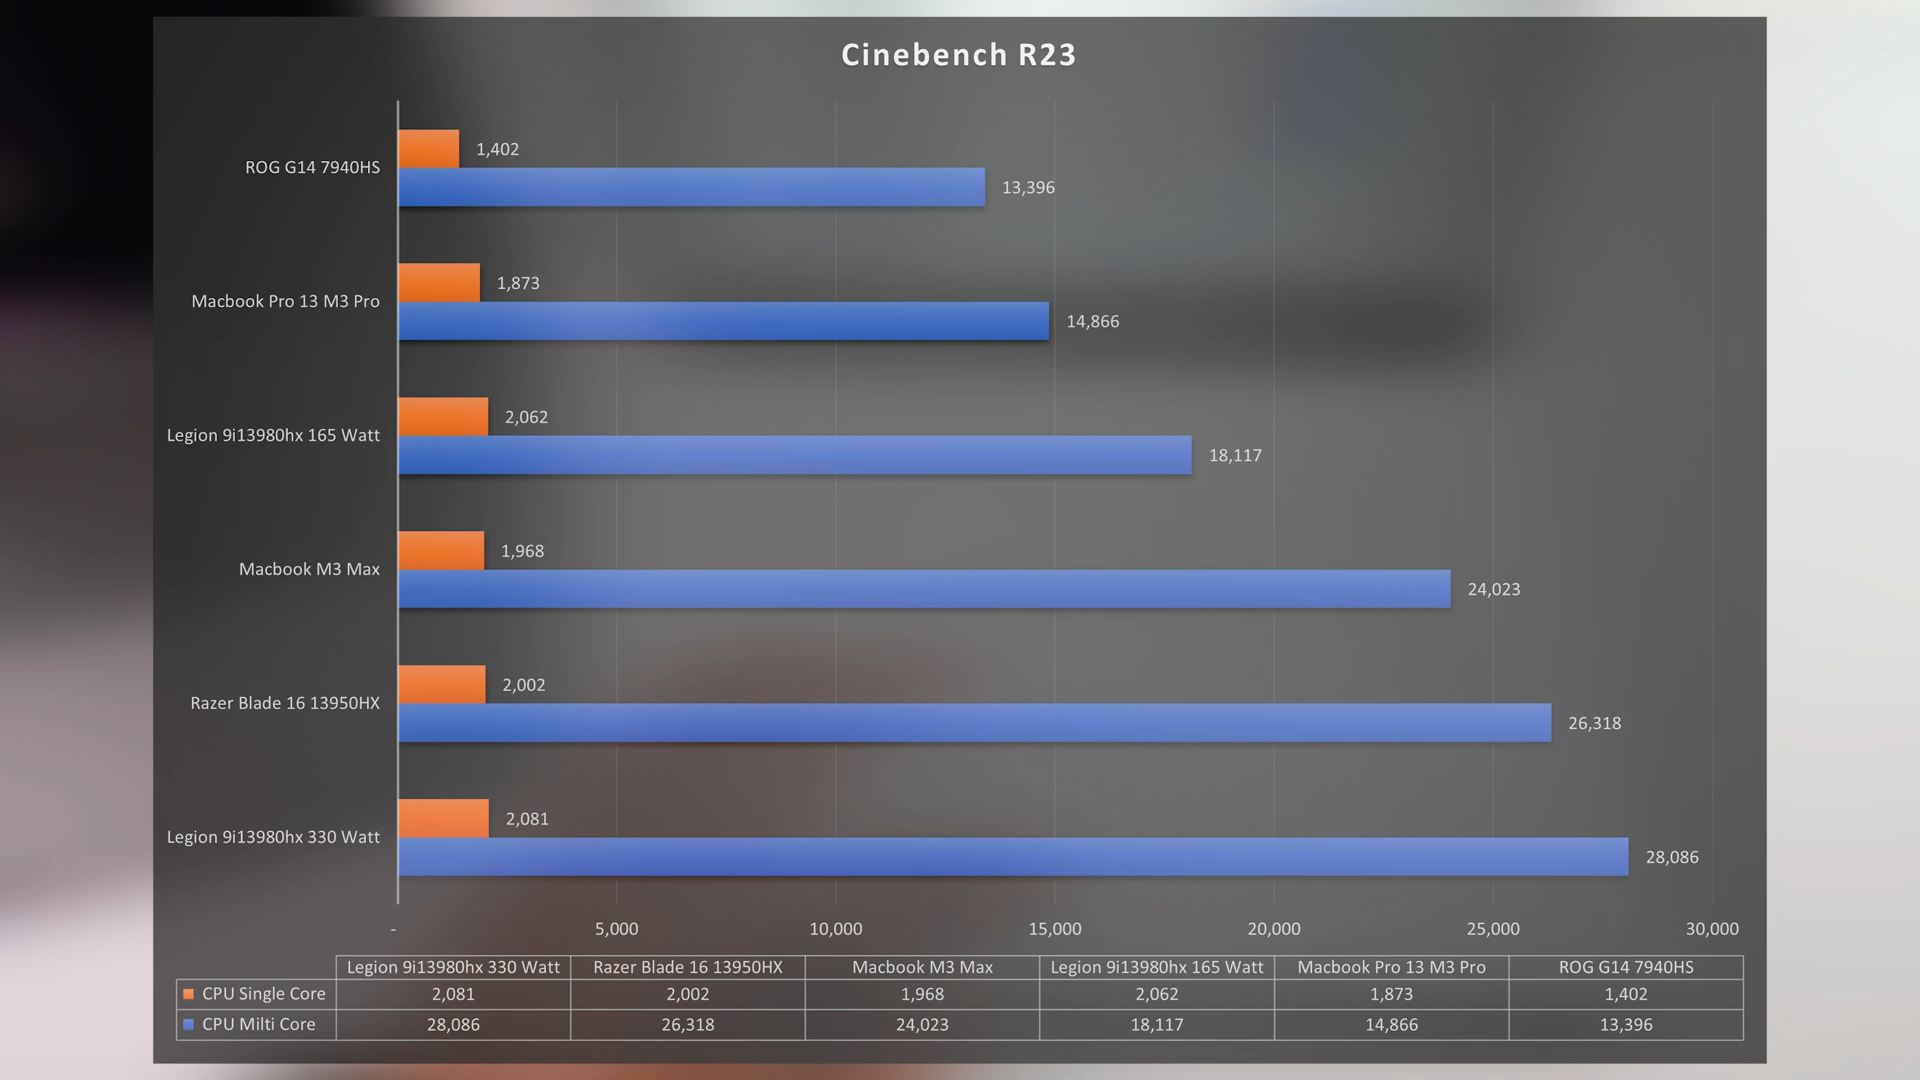 Cinebench R23
ROG G14 7940HS
1,402
13,396
Macbook Pro 13 M3 Pro
1,873
14,866
Legion 9i13980hx 165 Watt
2,062
18,117
Macbook M3 Max
1,968
24,023
Razer Blade 16 13950HX
2,002
26,318
Legion 9i13980hx 330 Watt
2,081
28,086
- 5,000 10,000 15,000 20,000 25,000 30,000
Legion 9i13980hx 330 Watt Razer Blade 16 13950HX Macbook M3 Max Legion 9i13980hx 165 Watt Macbook Pro 13 M3 Pro ROG G14 7940HS
CPU Single Core 2,081 2,002 1,968 2,062 1,873 1,402
CPU Milti Core 28,086 26,318 24,023 18,117 14,866 13,396